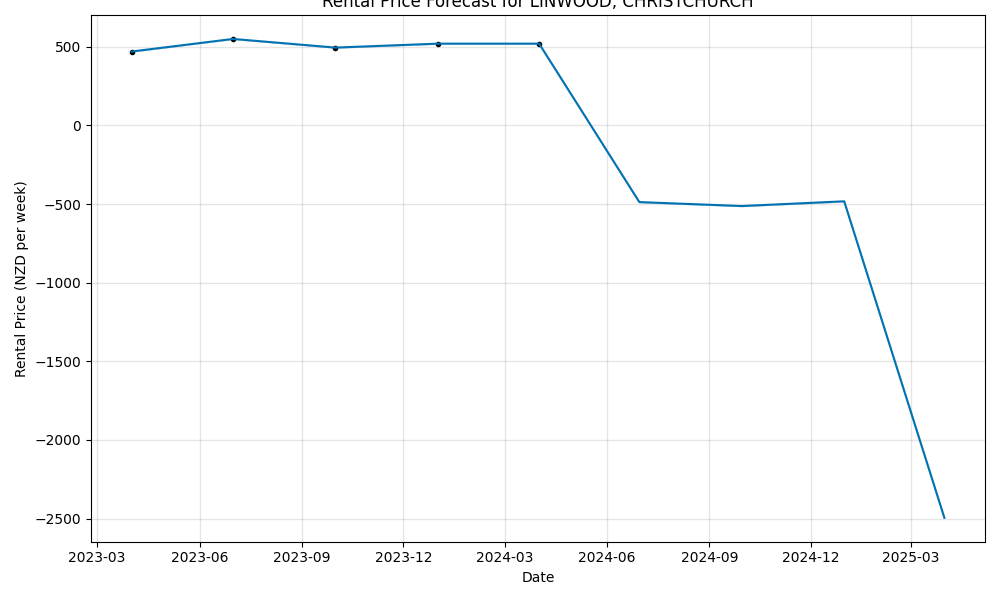 Rental Price Forecast for LINWOOD, CHRISTCHURCH
Rental Price (NZD per week)
500
0
−500
−1000
−1500
−2000
−2500
2023-03 2023-06 2023-09 2023-12 2024-03 2024-06 2024-09 2024-12 2025-03
Date